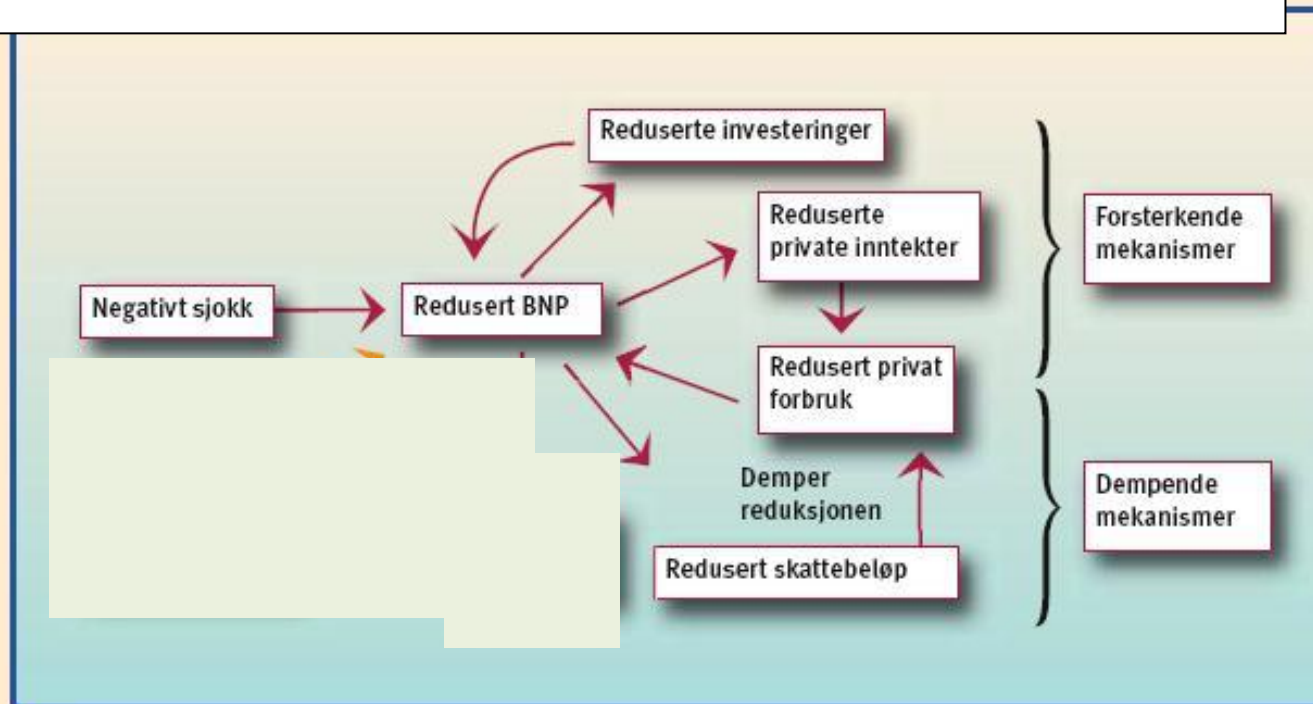 Reduserte investeringer
Reduserte
private inntekter
Forsterkende
mekanismer
Negativt sjokk
Redusert BNP
Redusert privat
forbruk
Demper
reduksjonen
Dempende
mekanismer
Redusert skattebeløp